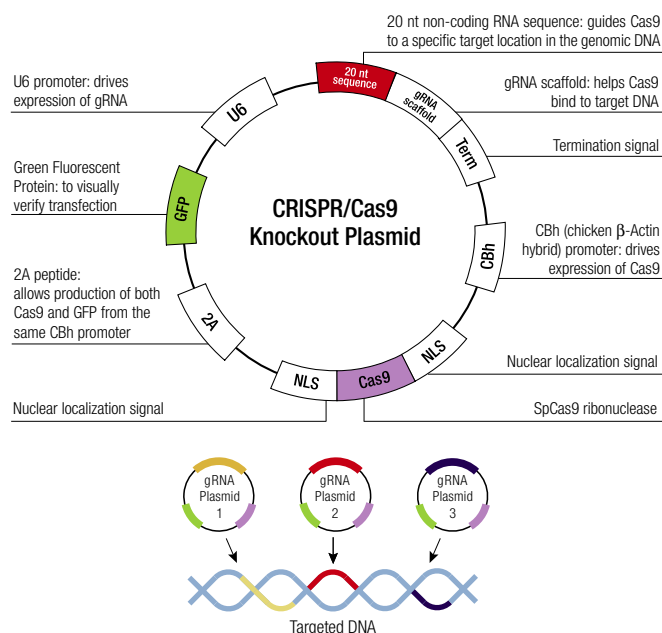 20 nt non-coding RNA sequence: guides Cas9
to a specific target location in the genomic DNA
U6 promoter: drives
expression of gRNA
20 nt
sequence
gRNA
scaffold
gRNA scaffold: helps Cas9
bind to target DNA
U6
Term
Termination signal
Green Fluorescent
Protein: to visually
verify transfection
GFP
CRISPR/Cas9
Knockout Plasmid
CBh
CBh (chicken β-Actin
hybrid) promoter: drives
expression of Cas9
2A peptide:
allows production of both
Cas9 and GFP from the
same CBh promoter
2A
NLS
Cas9
NLS
Nuclear localization signal
Nuclear localization signal
SpCas9 ribonuclease
gRNA
Plasmid
1
gRNA
Plasmid
2
gRNA
Plasmid
3
Targeted DNA